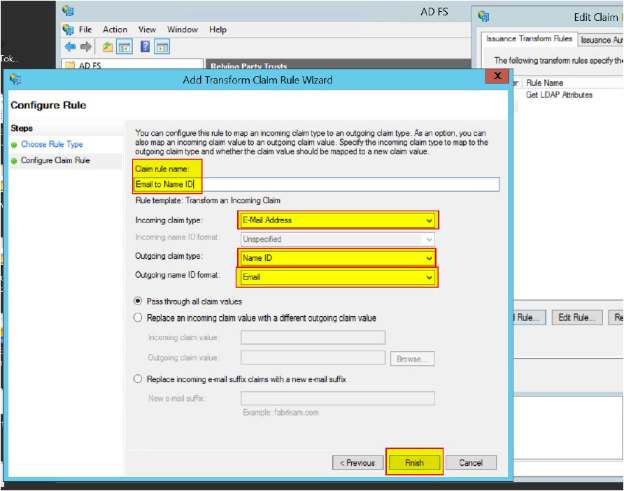 AD FS
File Action View Window Help
AD FS
Relying Party Trusts
Tok...
Edit Claim
Issuance Transform Rules
Issuance Au
The following transform rules specify the
Rule Name
Get LDAP Attributes
Rule...
Edit Rule...
Re
Add Transform Claim Rule Wizard
X
Configure Rule
Steps
Choose Rule Type
Configure Claim Rule
You can configure this rule to map an incoming claim type to an outgoing claim type. As an option, you can
also map an incoming claim value to an outgoing claim value. Specify the incoming claim type to map to the
outgoing claim type and whether the claim value should be mapped to a new claim value.
Claim rule name:
Email to Name ID
Rule template: Transform an Incoming Claim
Incoming claim type: E-Mail Address
Incoming name ID format: Unspecified
Outgoing claim type: Name ID
Outgoing name ID format: Email
Pass through all claim values
Replace an incoming claim value with a different outgoing claim value
Incoming claim value:
Outgoing claim value: Browse...
Replace incoming e-mail suffix claims with a new e-mail suffix
New e-mail suffix:
Example: fabrikam.com
< Previous Finish Cancel